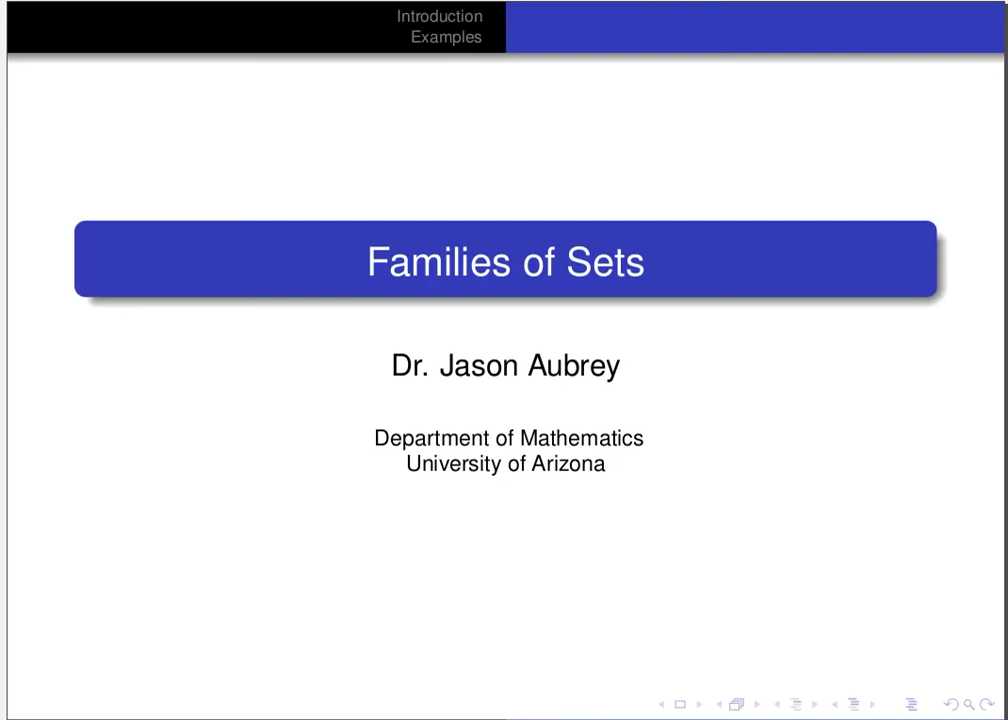 Introduction
Examples
Families of Sets
Dr. Jason Aubrey
Department of Mathematics
University of Arizona